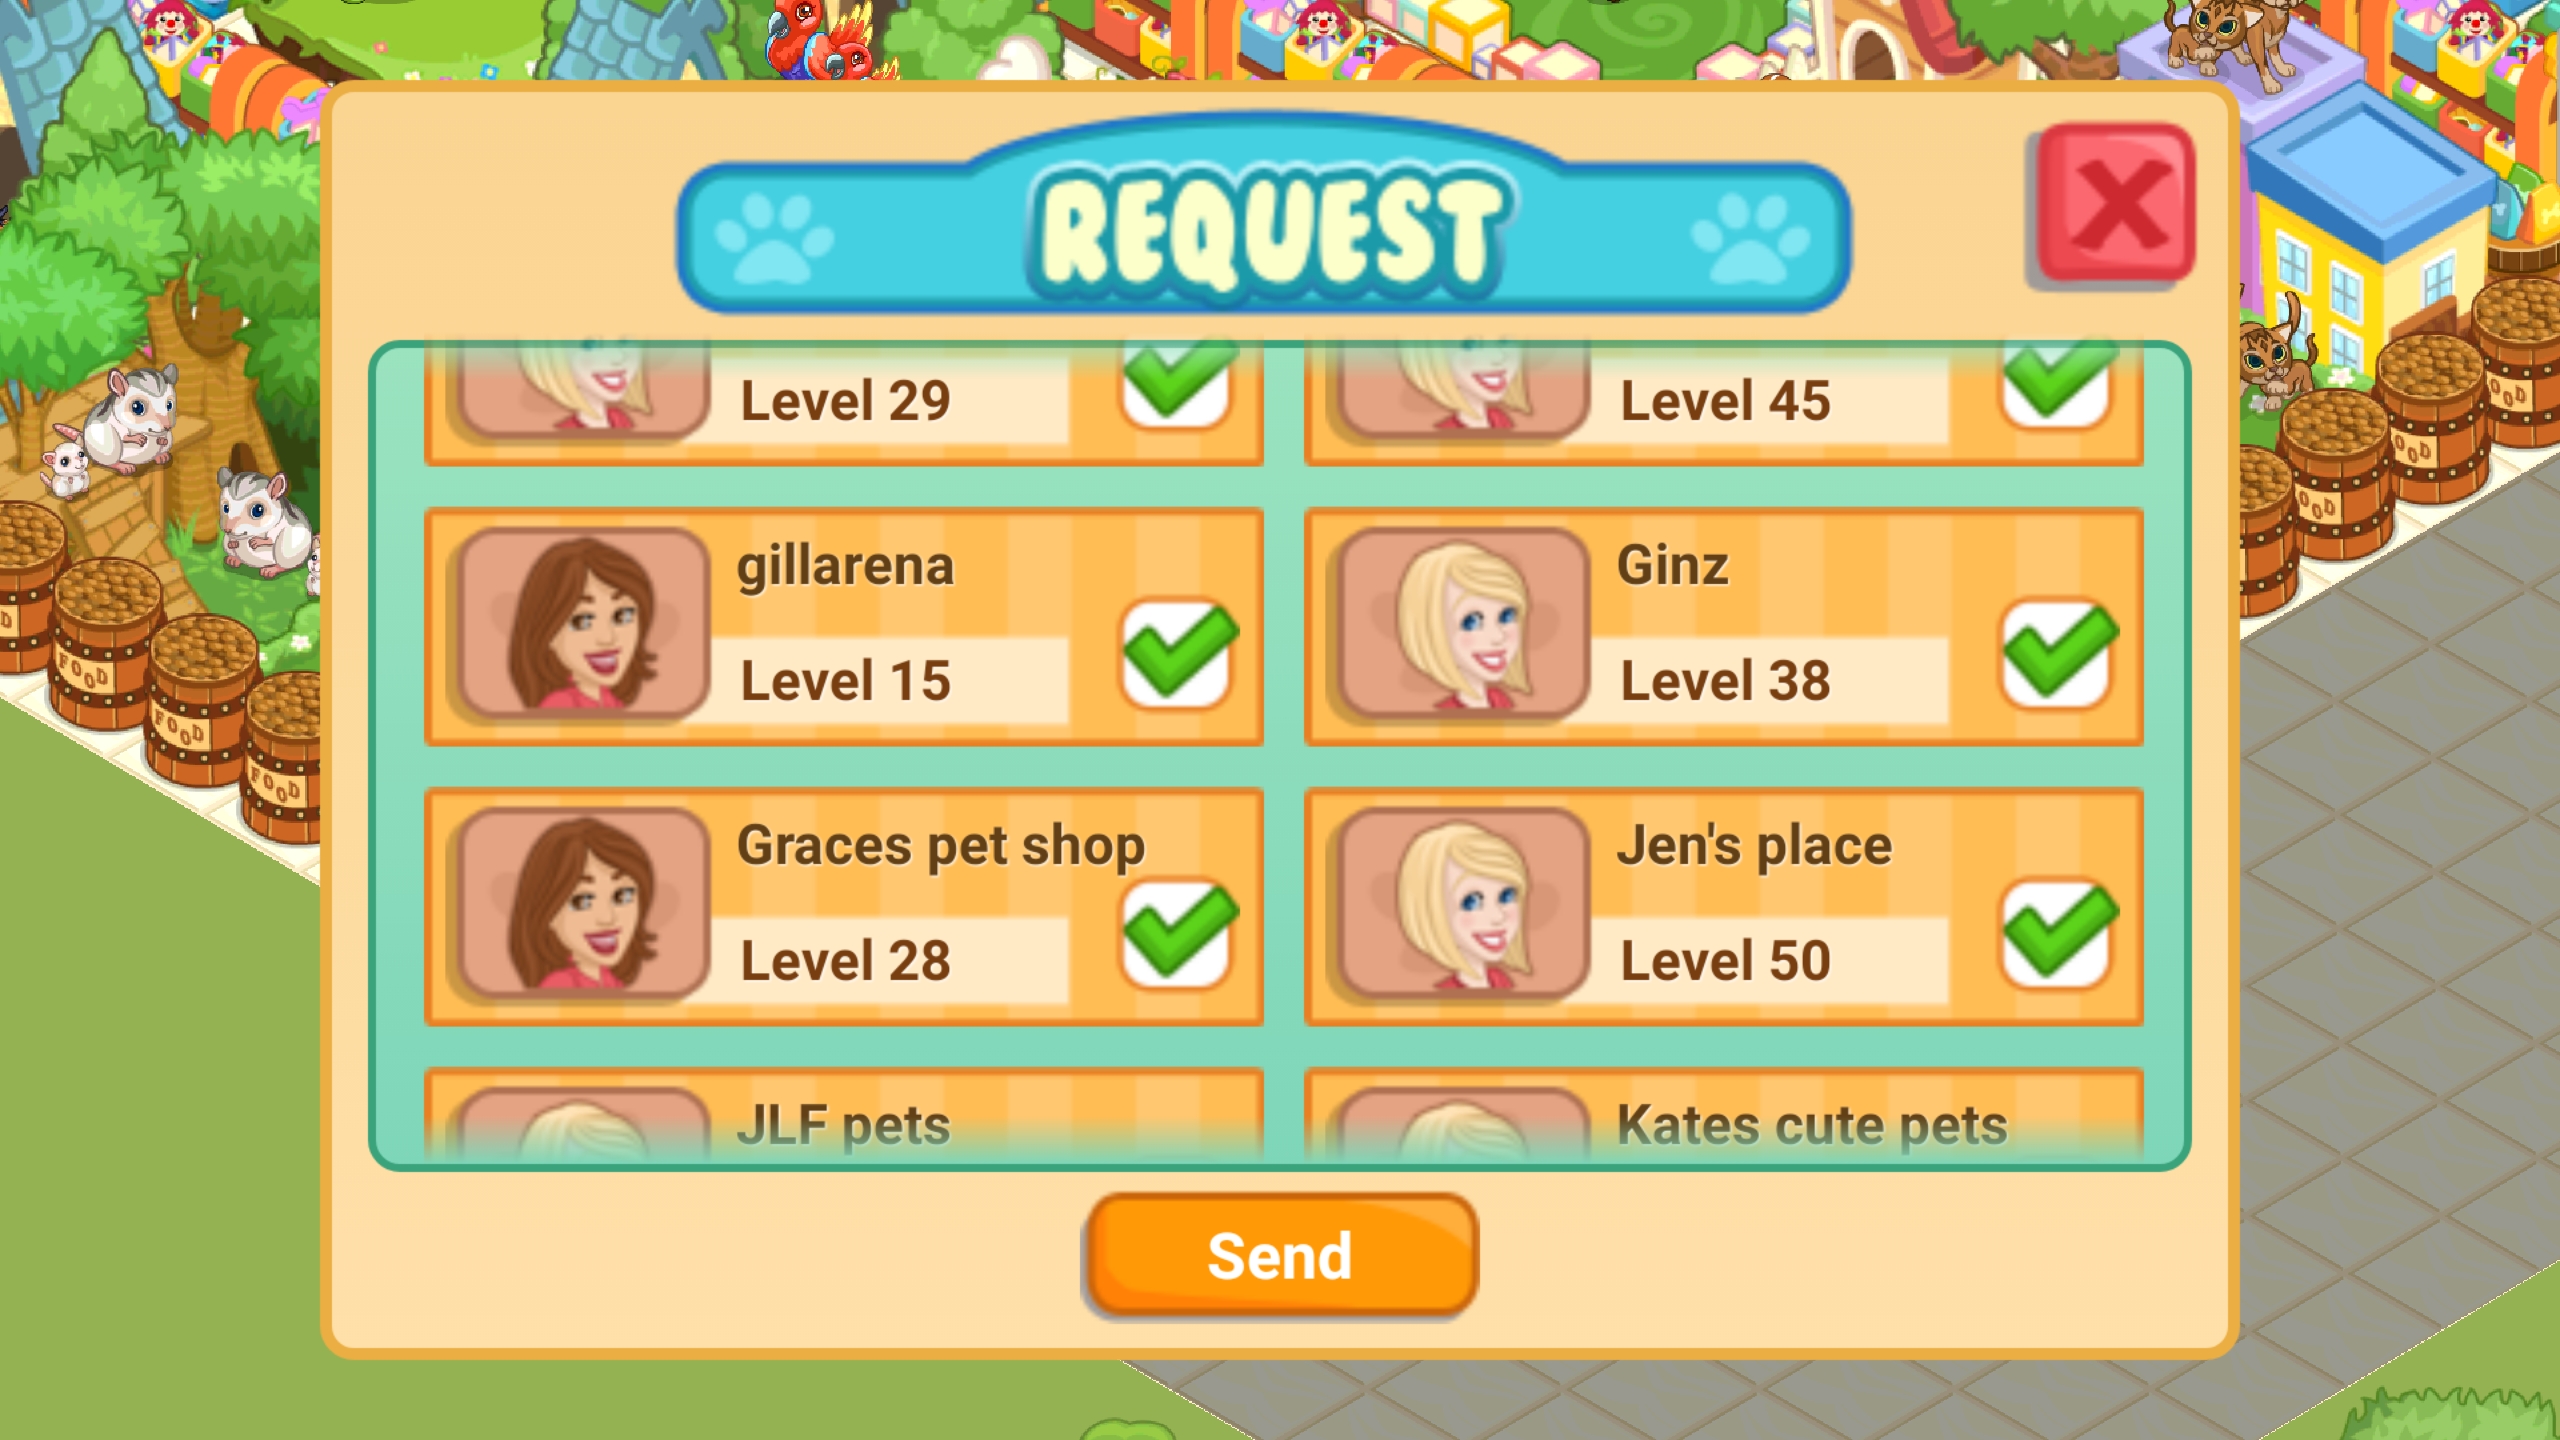 REQUEST
Level 29
Level 45
gillarena
Ginz
Level 15
Level 38
Graces pet shop
Jen's place
Level 28
Level 50
JLF pets
Kates cute pets
Send
FOOD
FOOD
FOOD
FOOD
FOOD